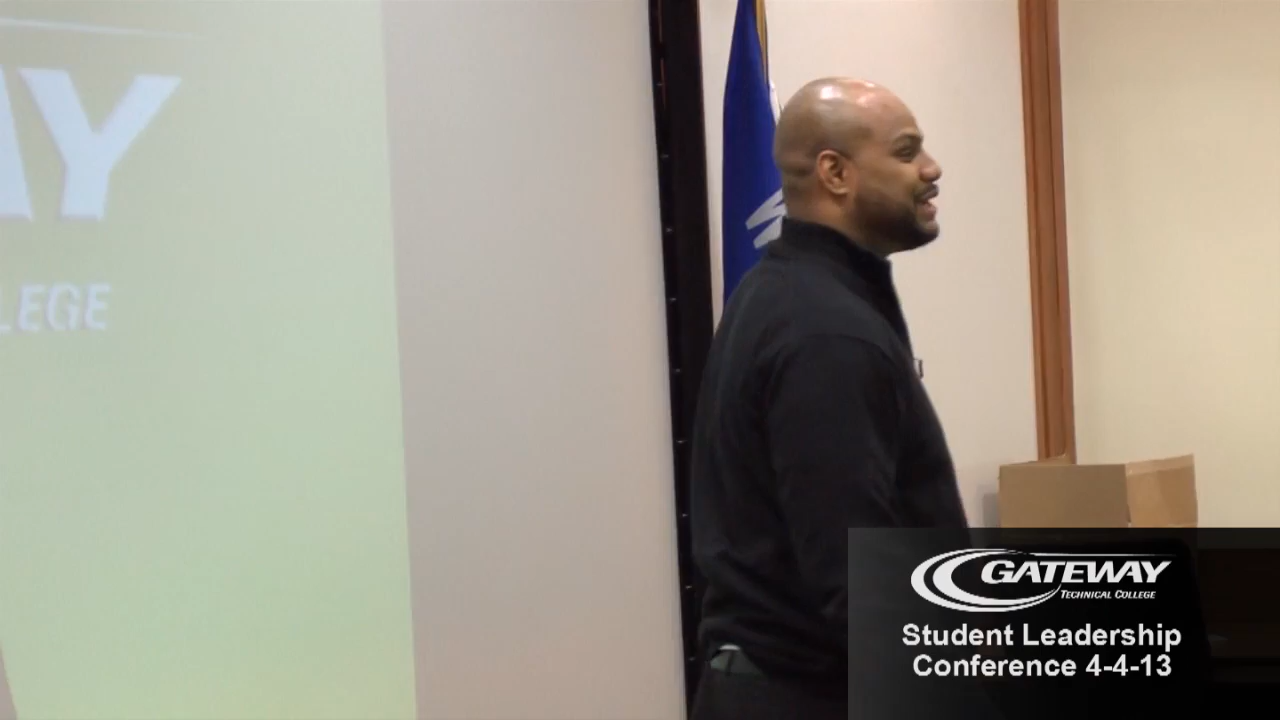 AY
LEGE
GATEWAY
TECHNICAL COLLEGE
Student Leadership
Conference 4-4-13